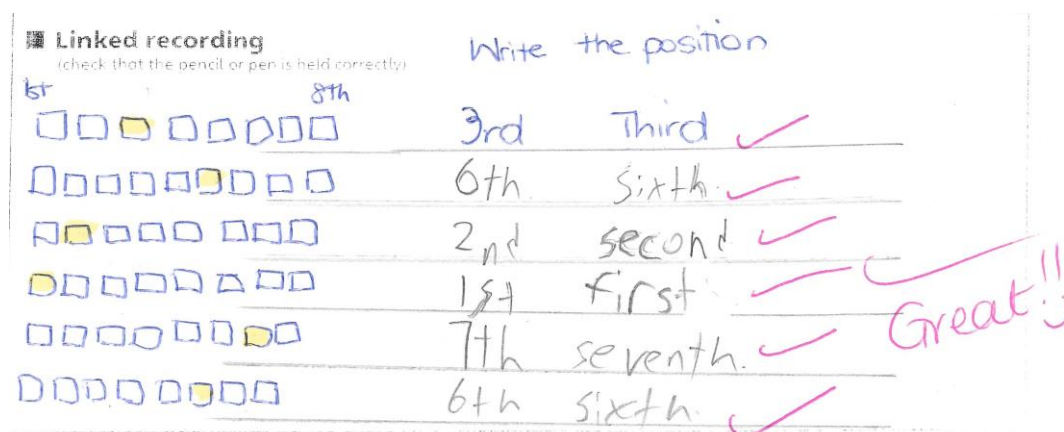 Linked recording
Write the position
(check that the pencil or pen is held correctly)
1st 8th
3rd Third
6th sixth.
2nd second
1st first
7th seventh.
6th sixth.
Great!!